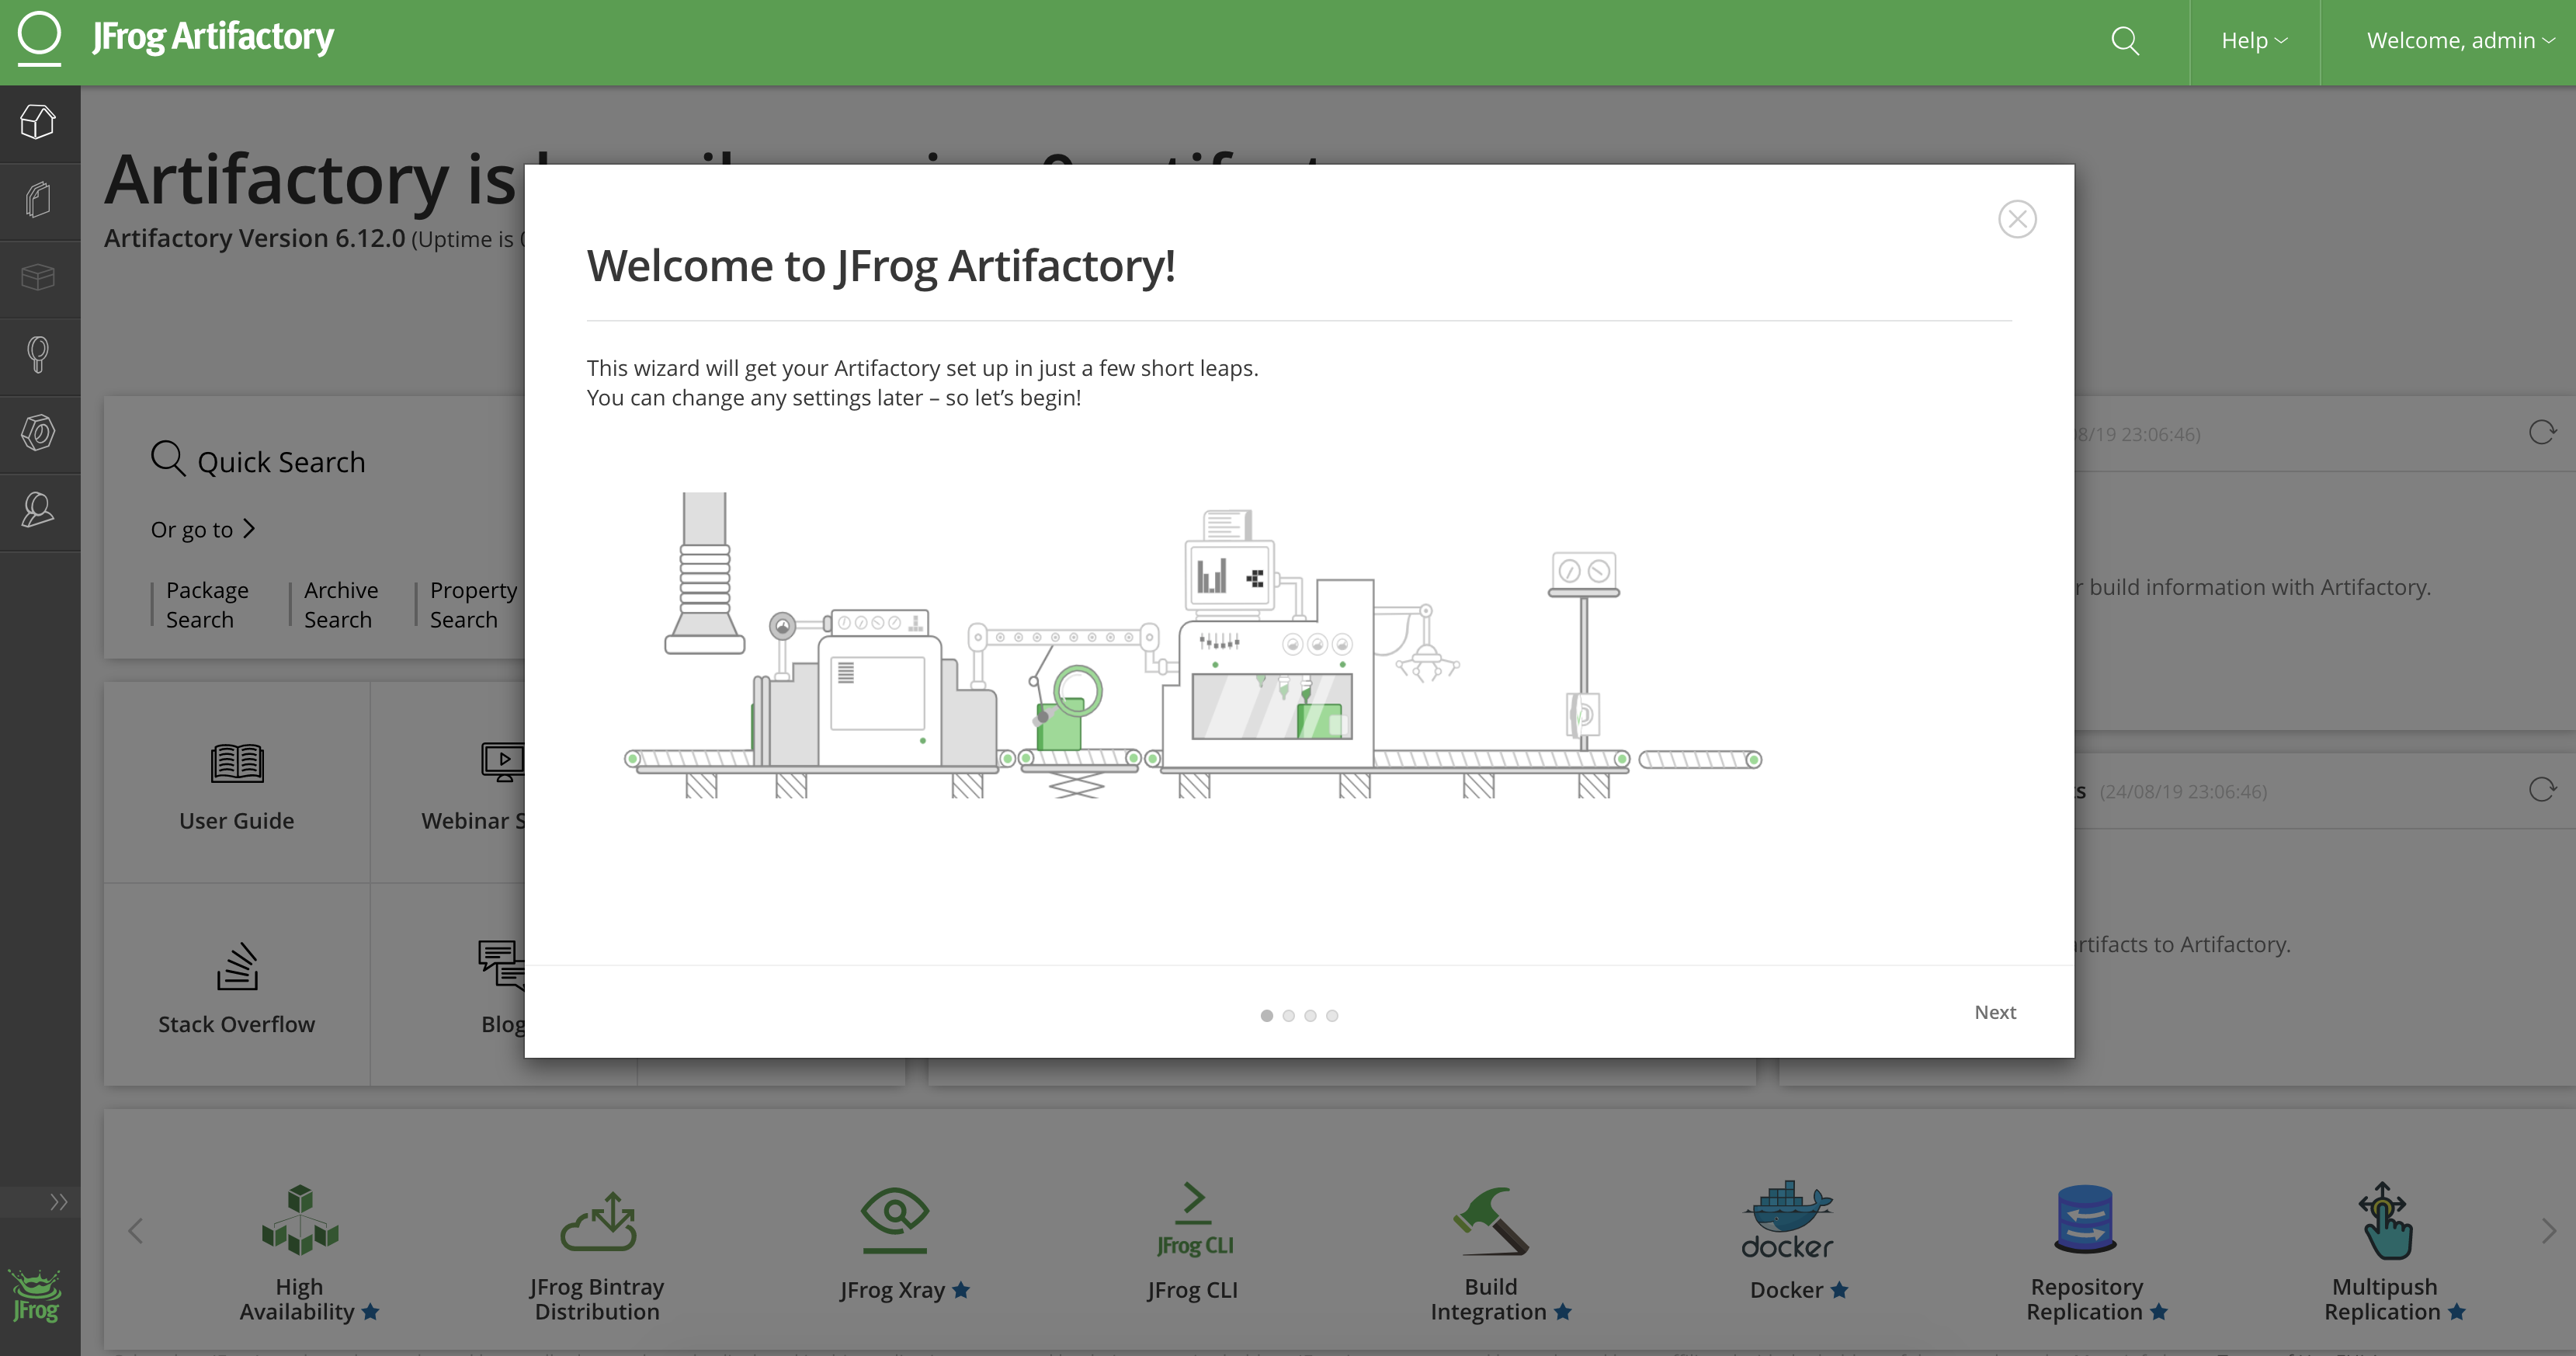 JFrog Artifactory
Help
Welcome, admin
Artifactory is
Artifactory Version 6.12.0 (Uptime is
Welcome to JFrog Artifactory!
This wizard will get your Artifactory set up in just a few short leaps.
You can change any settings later – so let's begin!
Quick Search
Or go to
Package
Search
Archive
Search
Property
Search
8/19 23:06:46)
build information with Artifactory.
(24/08/19 23:06:46)
to Artifactory.
User Guide
Webinar
Stack Overflow
Blog
Next
JFrog
High
Availability
JFrog Bintray
Distribution
JFrog Xray
JFrog CLI
JFrog CLI
Build
Integration
docker
Docker
Repository
Replication
Multipush
Replication